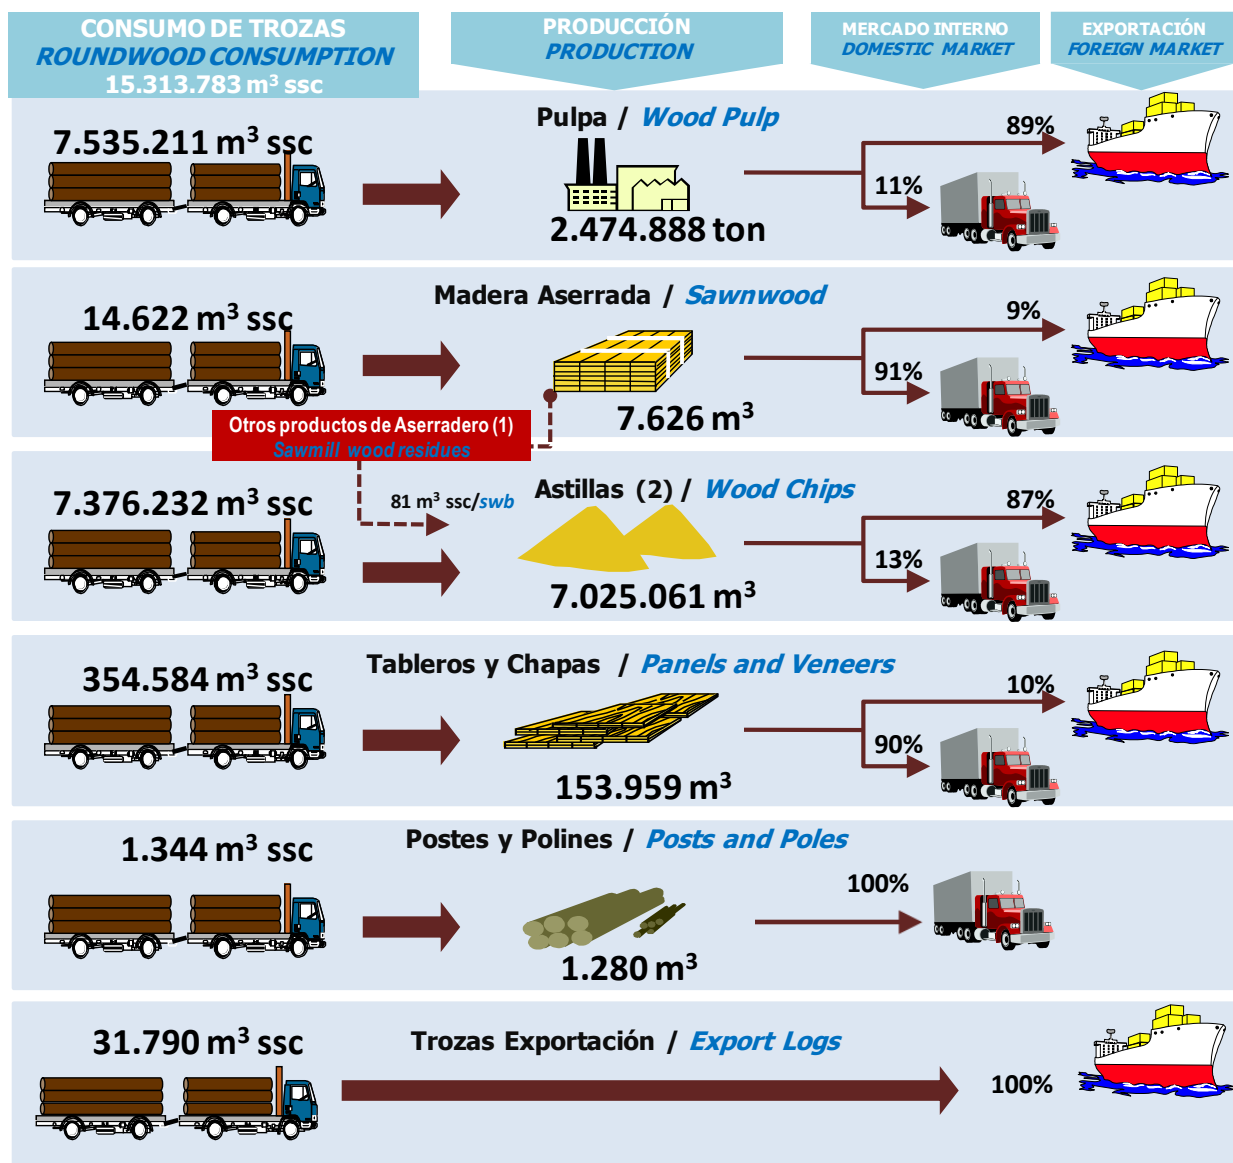 CONSUMO DE TROZAS
ROUNDWOOD CONSUMPTION
15.313.783 m³ ssc
PRODUCCIÓN
PRODUCTION
MERCADO INTERNO
DOMESTIC MARKET
EXPORTACIÓN
FOREIGN MARKET
7.535.211 m³ ssc
Pulpa / Wood Pulp
2.474.888 ton
89%
11%
14.622 m³ ssc
Madera Aserrada / Sawnwood
7.626 m³
9%
91%
Otros productos de Aserradero (1)
Sawmill wood residues
81 m³ ssc/swb
7.376.232 m³ ssc
Astillas (2) / Wood Chips
7.025.061 m³
87%
13%
354.584 m³ ssc
Tableros y Chapas / Panels and Veneers
153.959 m³
10%
90%
1.344 m³ ssc
Postes y Polines / Posts and Poles
1.280 m³
100%
31.790 m³ ssc
Trozas Exportación / Export Logs
100%